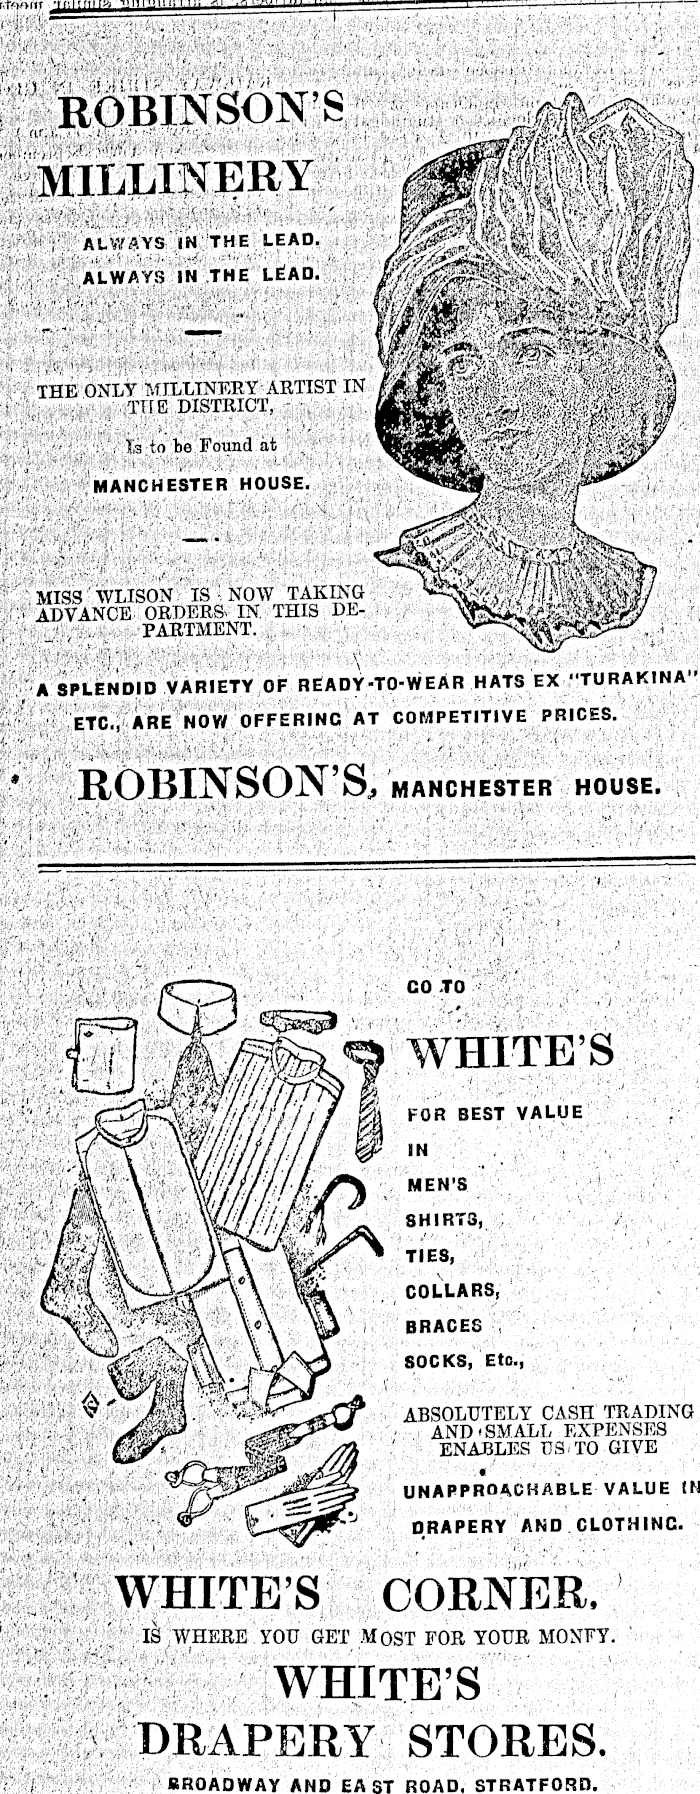 ROBINSON'S
MILLINERY
ALWAYS IN THE LEAD.
ALWAYS IN THE LEAD.
THE ONLY MILLINERY ARTIST IN
THE DISTRICT,
Is to be Found at
MANCHESTER HOUSE.
MISS WLISON IS NOW TAKING
ADVANCE ORDERS IN THIS DE-
PARTMENT.
A SPLENDID VARIETY OF READY-TO-WEAR HATS EX "TURAKINA"
ETC., ARE NOW OFFERING AT COMPETITIVE PRICES.
ROBINSON'S, MANCHESTER HOUSE.
GO TO
WHITE'S
FOR BEST VALUE
IN
MEN'S
SHIRTS,
TIES,
COLLARS,
BRACES
SOCKS, Etc.,
ABSOLUTELY CASH TRADING
AND SMALL EXPENSES
ENABLES US TO GIVE
UNAPPROACHABLE VALUE IN
DRAPERY AND CLOTHING.
WHITE'S CORNER.
IS WHERE YOU GET MOST FOR YOUR MONFY.
WHITE'S
DRAPERY STORES.
BROADWAY AND EAST ROAD, STRATFORD.